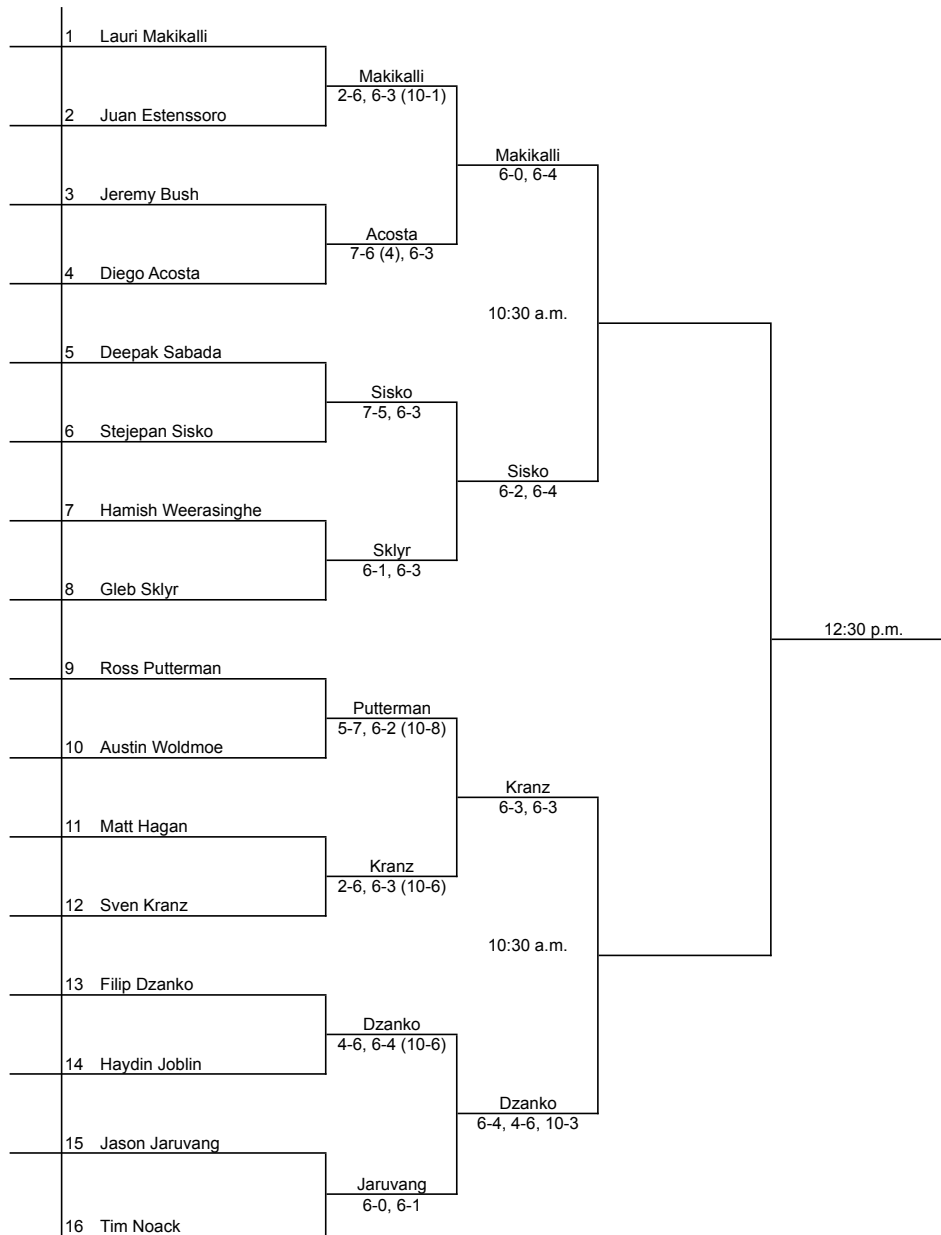 1 Lauri Makikalli
Makikalli
2-6, 6-3 (10-1)
2 Juan Estenssoro
Makikalli
6-0, 6-4
3 Jeremy Bush
Acosta
7-6 (4), 6-3
4 Diego Acosta
10:30 a.m.
5 Deepak Sabada
Sisko
7-5, 6-3
6 Stejepan Sisko
Sisko
6-2, 6-4
7 Hamish Weerasinghe
Sklyr
6-1, 6-3
8 Gleb Sklyr
12:30 p.m.
9 Ross Putterman
Putterman
5-7, 6-2 (10-8)
10 Austin Woldmoe
Kranz
6-3, 6-3
11 Matt Hagan
Kranz
2-6, 6-3 (10-6)
12 Sven Kranz
10:30 a.m.
13 Filip Dzanko
Dzanko
4-6, 6-4 (10-6)
14 Haydin Joblin
Dzanko
6-4, 4-6, 10-3
15 Jason Jaruvang
Jaruvang
6-0, 6-1
16 Tim Noack